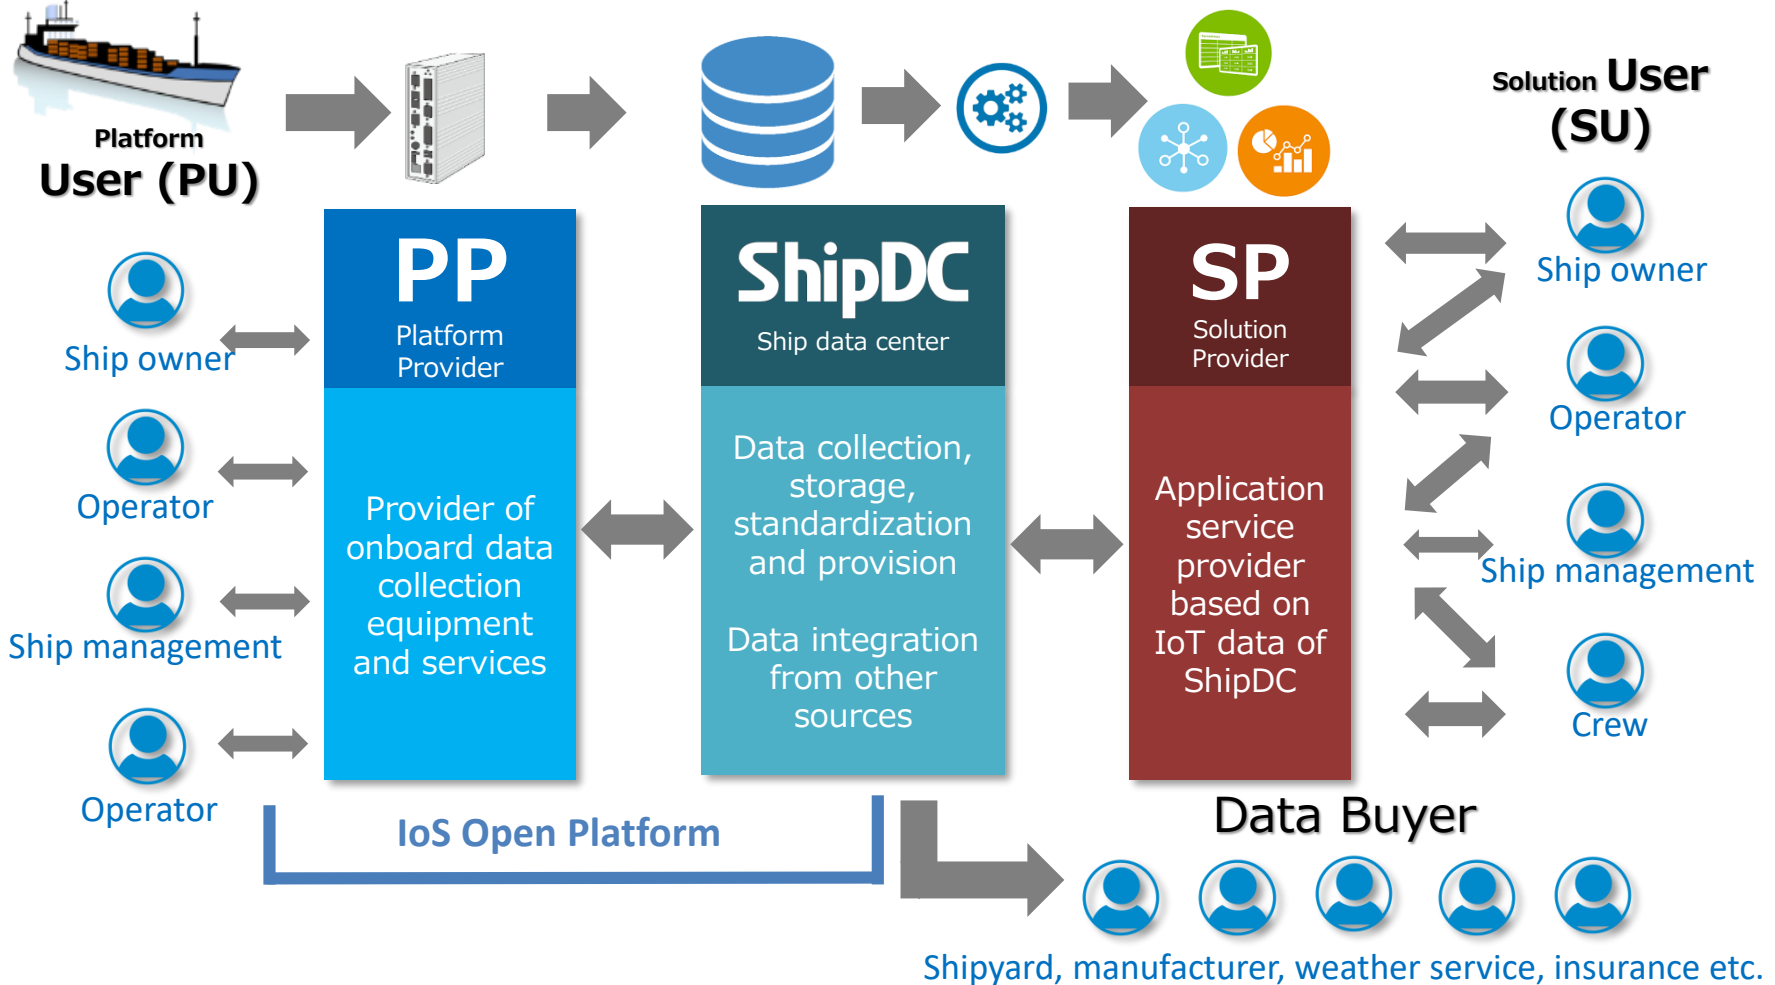 Platform
User (PU)
Ship owner
Operator
Ship management
Operator
PP
Platform
Provider
Provider of
onboard data
collection
equipment
and services
IoS Open Platform
ShipDC
Ship data center
Data collection,
storage,
standardization
and provision
Data integration
from other
sources
SP
Solution
Provider
Application
service
provider
based on
IoT data of
ShipDC
Solution User
(SU)
Ship owner
Operator
Ship management
Crew
Data Buyer
Shipyard, manufacturer, weather service, insurance etc.